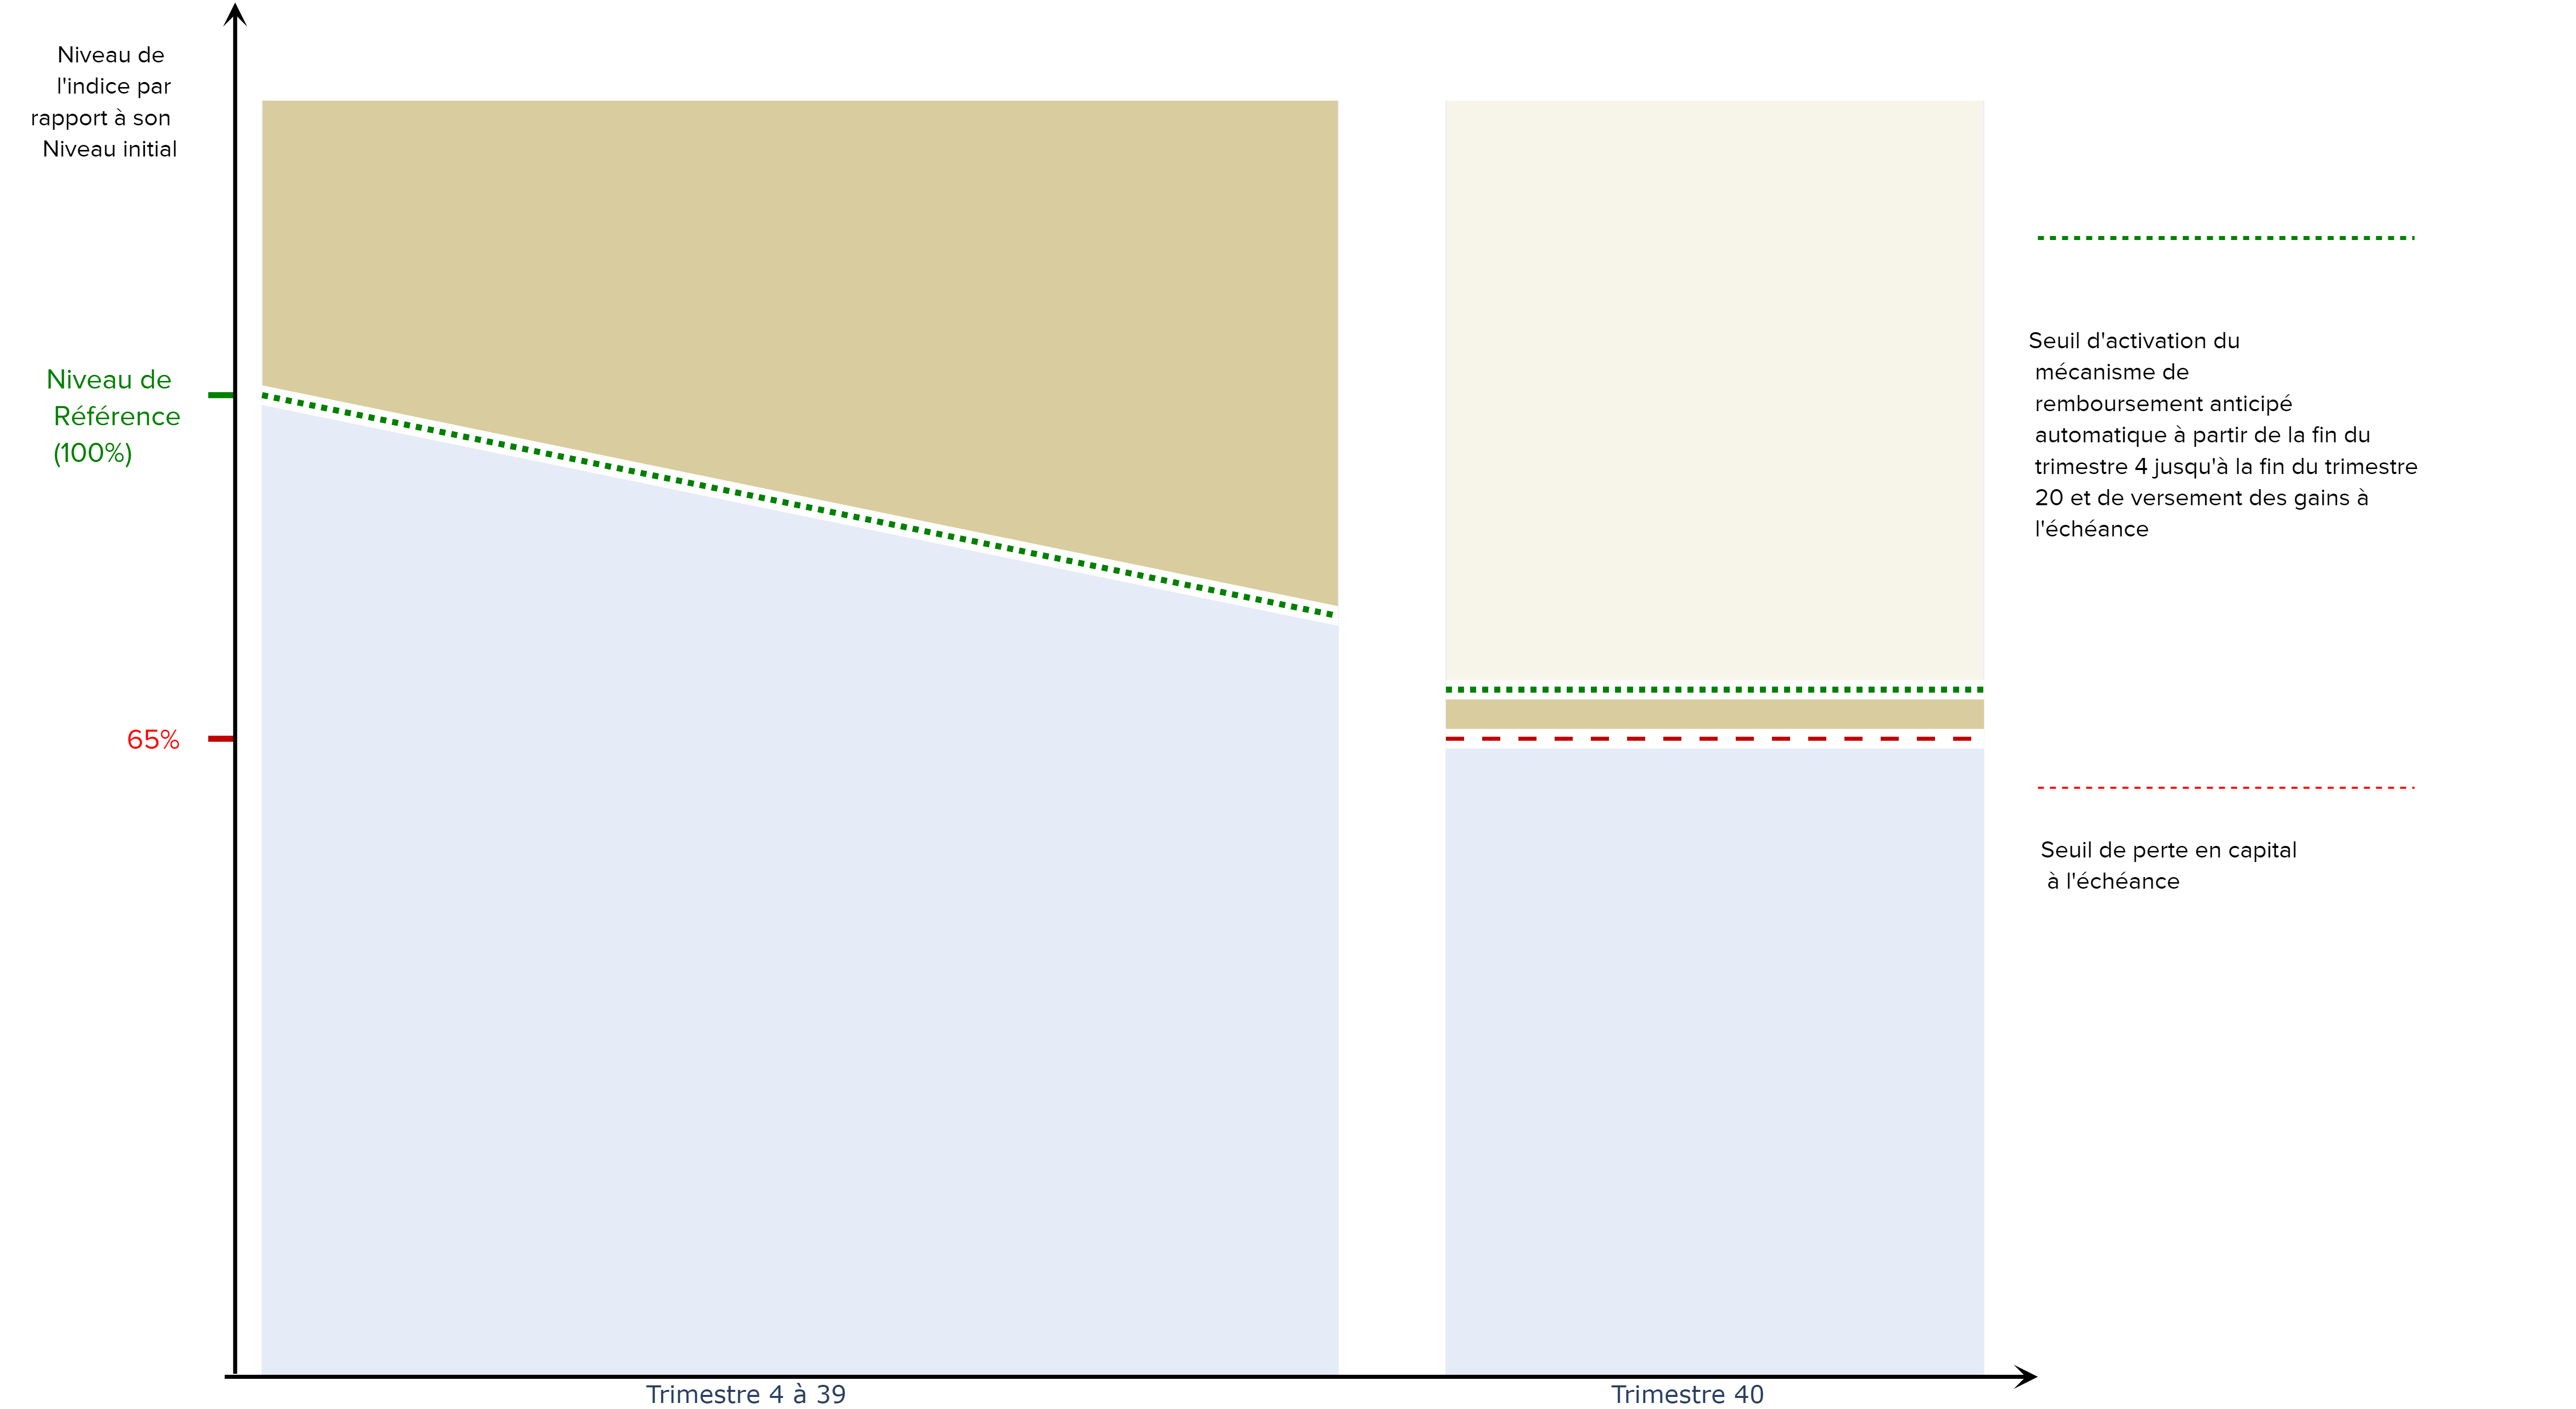 Niveau de
l'indice par
rapport à son
Niveau initial
Niveau de
Référence
(100%)
65%
Seuil d'activation du
mécanisme de
remboursement anticipé
automatique à partir de la fin du
trimestre 4 jusqu'à la fin du trimestre
20 et de versement des gains à
l'échéance
Seuil de perte en capital
à l'échéance
Trimestre 4 à 39
Trimestre 40